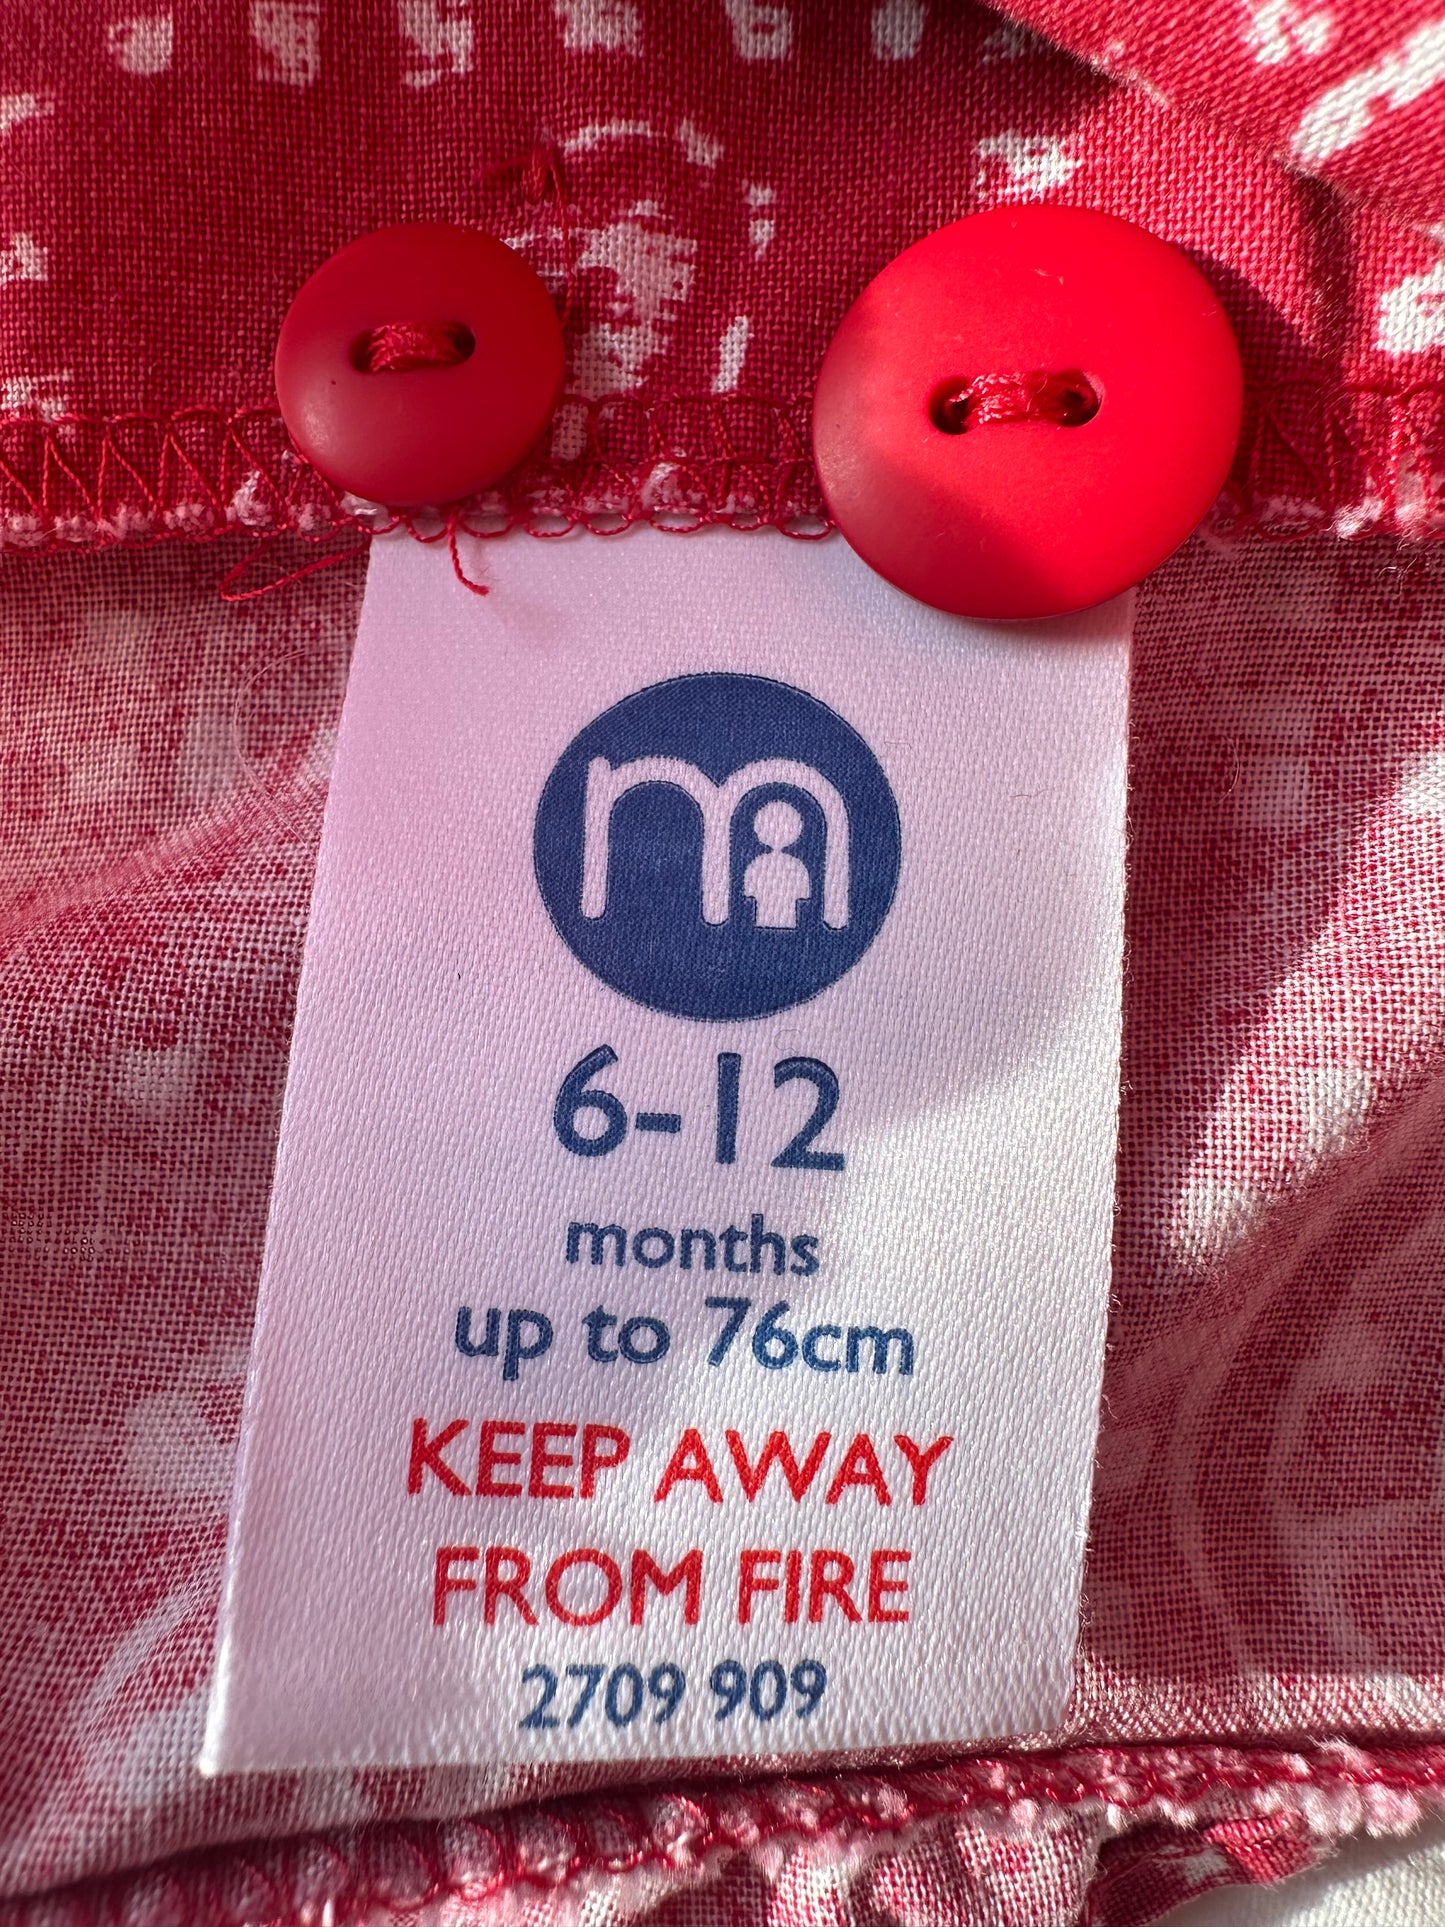 m
6-12
months
up to 76cm
KEEP AWAY
FROM FIRE
2709 909